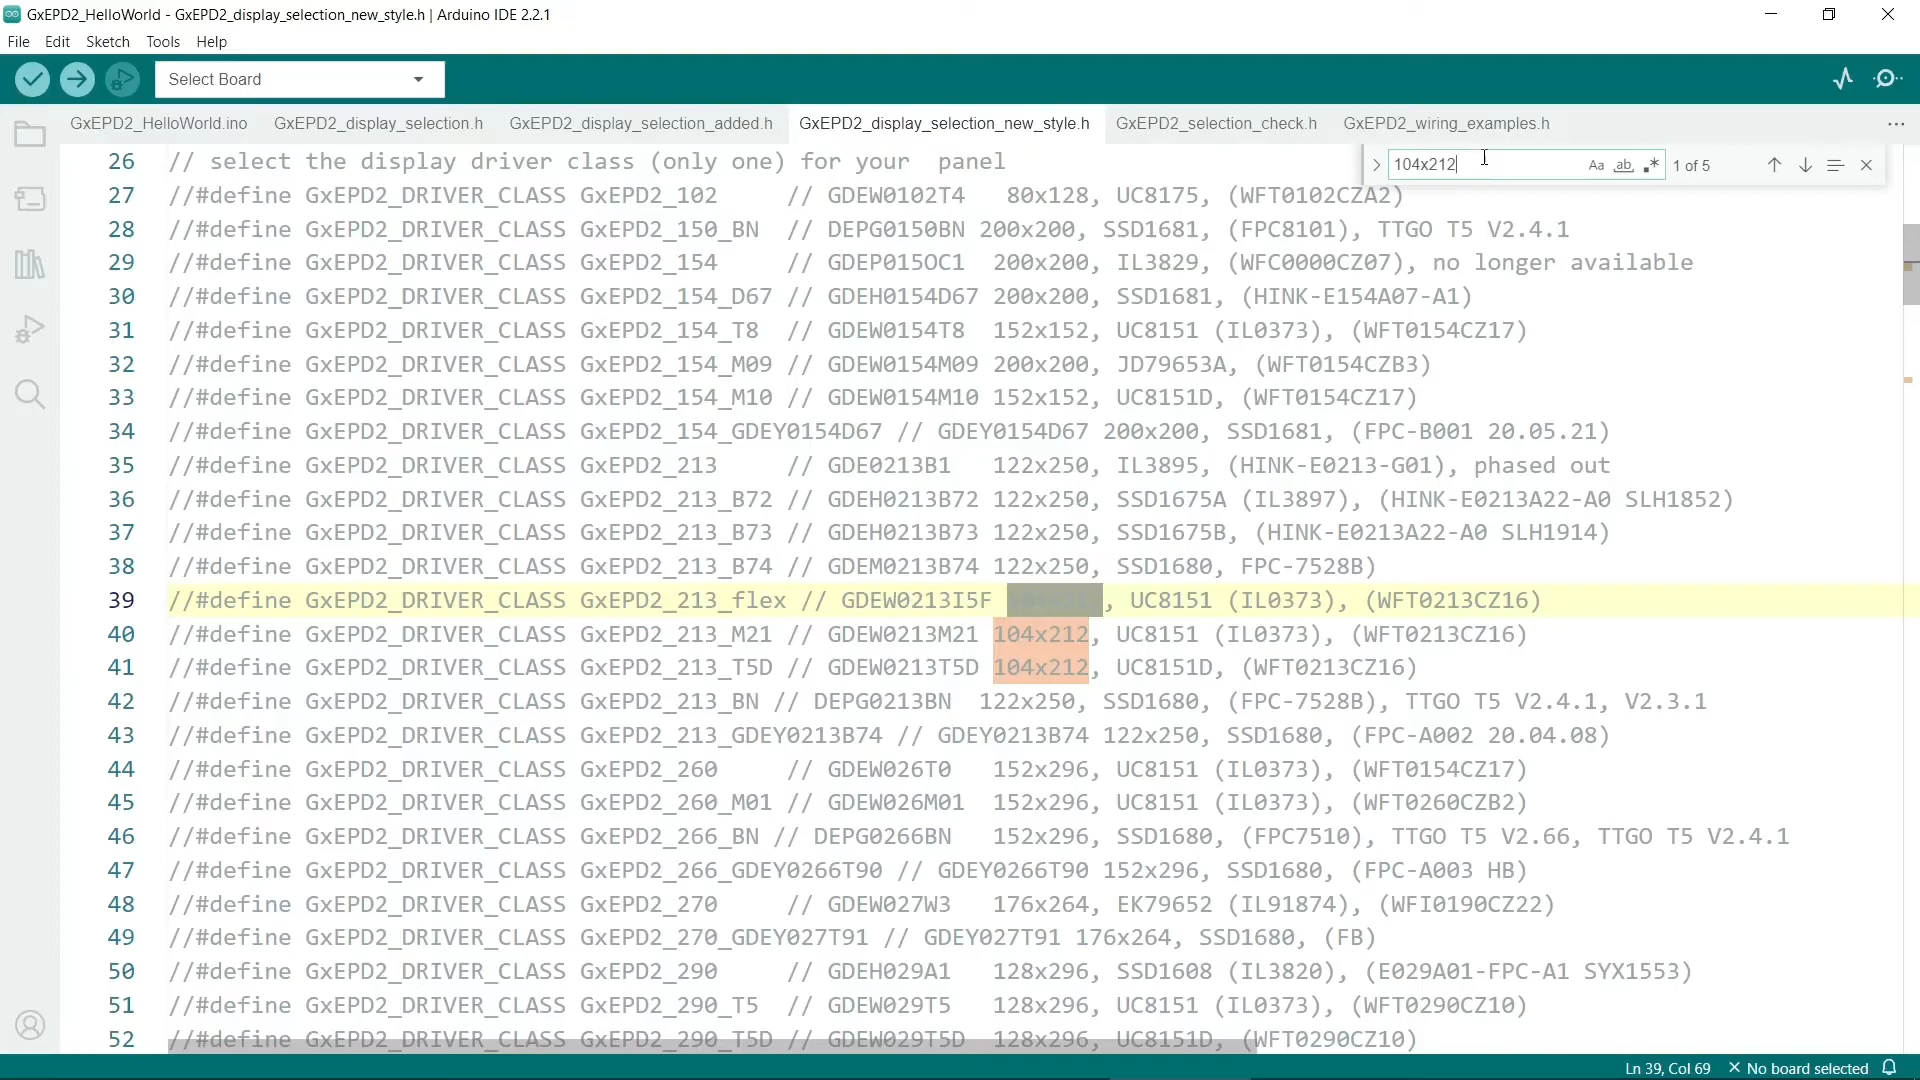 GxEPD2_HelloWorld - GxEPD2_display_selection_new_style.h | Arduino IDE 2.2.1
File Edit Sketch Tools Help
Select Board
GxEPD2_HelloWorld.ino GxEPD2_display_selection.h GxEPD2_display_selection_added.h GxEPD2_display_selection_new_style.h GxEPD2_selection_check.h GxEPD2_wiring_examples.h
104x212 Aa ab .* 1 of 5
26 // select the display driver class (only one) for your  panel
27 //#define GxEPD2_DRIVER_CLASS GxEPD2_102     // GDEW0102T4   80x128, UC8175, (WFT0102CZA2)
28 //#define GxEPD2_DRIVER_CLASS GxEPD2_150_BN  // DEPG0150BN 200x200, SSD1681, (FPC8101), TTGO T5 V2.4.1
29 //#define GxEPD2_DRIVER_CLASS GxEPD2_154     // GDEP015OC1  200x200, IL3829, (WFC0000CZ07), no longer available
30 //#define GxEPD2_DRIVER_CLASS GxEPD2_154_D67 // GDEH0154D67 200x200, SSD1681, (HINK-E154A07-A1)
31 //#define GxEPD2_DRIVER_CLASS GxEPD2_154_T8  // GDEW0154T8  152x152, UC8151 (IL0373), (WFT0154CZ17)
32 //#define GxEPD2_DRIVER_CLASS GxEPD2_154_M09 // GDEW0154M09 200x200, JD79653A, (WFT0154CZB3)
33 //#define GxEPD2_DRIVER_CLASS GxEPD2_154_M10 // GDEW0154M10 152x152, UC8151D, (WFT0154CZ17)
34 //#define GxEPD2_DRIVER_CLASS GxEPD2_154_GDEY0154D67 // GDEY0154D67 200x200, SSD1681, (FPC-B001 20.05.21)
35 //#define GxEPD2_DRIVER_CLASS GxEPD2_213     // GDE0213B1   122x250, IL3895, (HINK-E0213-G01), phased out
36 //#define GxEPD2_DRIVER_CLASS GxEPD2_213_B72 // GDEH0213B72 122x250, SSD1675A (IL3897), (HINK-E0213A22-A0 SLH1852)
37 //#define GxEPD2_DRIVER_CLASS GxEPD2_213_B73 // GDEH0213B73 122x250, SSD1675B, (HINK-E0213A22-A0 SLH1914)
38 //#define GxEPD2_DRIVER_CLASS GxEPD2_213_B74 // GDEM0213B74 122x250, SSD1680, FPC-7528B)
39 //#define GxEPD2_DRIVER_CLASS GxEPD2_213_flex // GDEW0213I5F 104x212, UC8151 (IL0373), (WFT0213CZ16)
40 //#define GxEPD2_DRIVER_CLASS GxEPD2_213_M21 // GDEW0213M21 104x212, UC8151 (IL0373), (WFT0213CZ16)
41 //#define GxEPD2_DRIVER_CLASS GxEPD2_213_T5D // GDEW0213T5D 104x212, UC8151D, (WFT0213CZ16)
42 //#define GxEPD2_DRIVER_CLASS GxEPD2_213_BN // DEPG0213BN  122x250, SSD1680, (FPC-7528B), TTGO T5 V2.4.1, V2.3.1
43 //#define GxEPD2_DRIVER_CLASS GxEPD2_213_GDEY0213B74 // GDEY0213B74 122x250, SSD1680, (FPC-A002 20.04.08)
44 //#define GxEPD2_DRIVER_CLASS GxEPD2_260     // GDEW026T0   152x296, UC8151 (IL0373), (WFT0154CZ17)
45 //#define GxEPD2_DRIVER_CLASS GxEPD2_260_M01 // GDEW026M01  152x296, UC8151 (IL0373), (WFT0260CZB2)
46 //#define GxEPD2_DRIVER_CLASS GxEPD2_266_BN // DEPG0266BN   152x296, SSD1680, (FPC7510), TTGO T5 V2.66, TTGO T5 V2.4.1
47 //#define GxEPD2_DRIVER_CLASS GxEPD2_266_GDEY0266T90 // GDEY0266T90 152x296, SSD1680, (FPC-A003 HB)
48 //#define GxEPD2_DRIVER_CLASS GxEPD2_270     // GDEW027W3   176x264, EK79652 (IL91874), (WFI0190CZ22)
49 //#define GxEPD2_DRIVER_CLASS GxEPD2_270_GDEY027T91 // GDEY027T91 176x264, SSD1680, (FB)
50 //#define GxEPD2_DRIVER_CLASS GxEPD2_290     // GDEH029A1   128x296, SSD1608 (IL3820), (E029A01-FPC-A1 SYX1553)
51 //#define GxEPD2_DRIVER_CLASS GxEPD2_290_T5  // GDEW029T5   128x296, UC8151 (IL0373), (WFT0290CZ10)
52 //#define GxEPD2_DRIVER_CLASS GxEPD2_290_T5D // GDEW029T5D  128x296, UC8151D, (WFT0290CZ10)
Ln 39, Col 69 No board selected